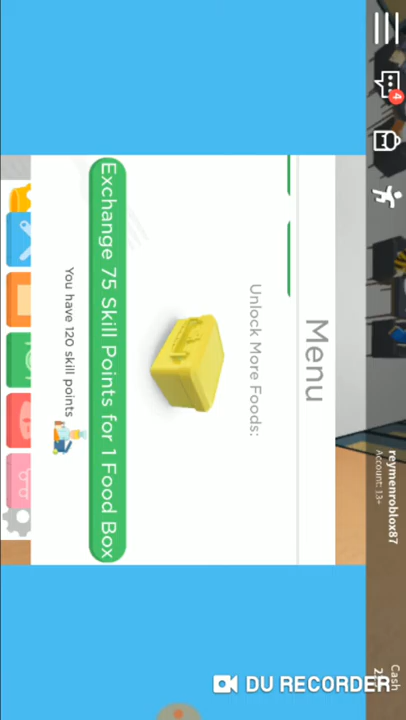 4
reymenroblox87
Account: 13+
Cash
Menu
Unlock More Foods:
Exchange 75 Skill Points for 1 Food Box
You have 120 skill points
DU RECORDER